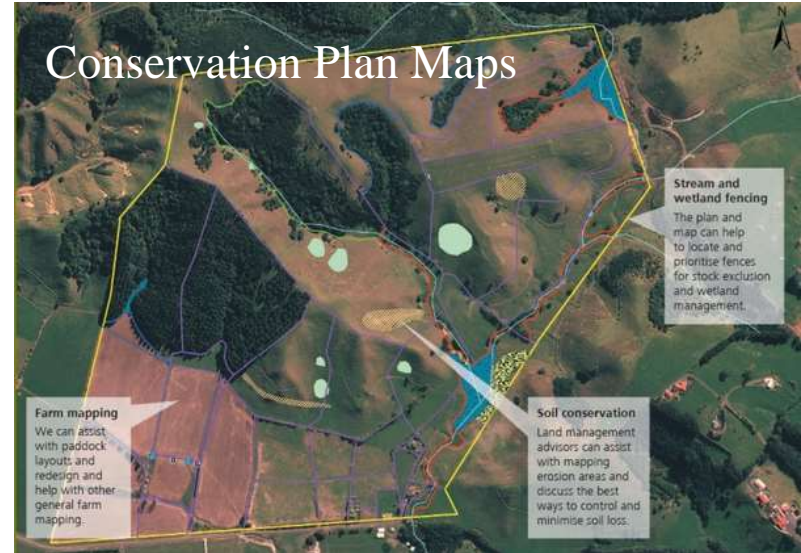 Conservation Plan Maps
N
Stream and
wetland fencing
The plan and
map can help
to locate and
prioritise fences
for stock exclusion
and wetland
management.
Farm mapping
We can assist
with paddock
layouts and
redesign and
help with other
general farm
mapping.
Soil conservation
Land management
advisors can assist
with mapping
erosion areas and
discuss the best
ways to control and
minimise soil loss.